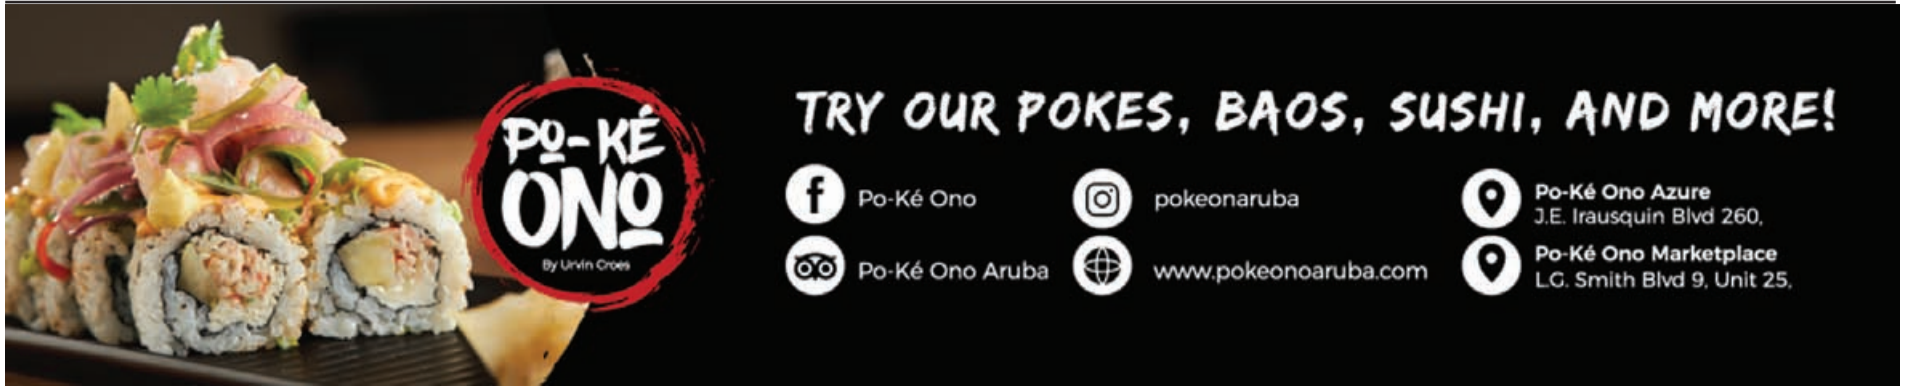 PO-KÉ
ONO
By Urvin Croes
TRY OUR POKES, BAOS, SUSHI, AND MORE!
Po-Ké Ono
Po-Ké Ono Aruba
pokeonaruba
www.pokeonoaruba.com
Po-Ké Ono Azure
J.E. Irausquin Blvd 260,
Po-Ké Ono Marketplace
L.G. Smith Blvd 9, Unit 25,